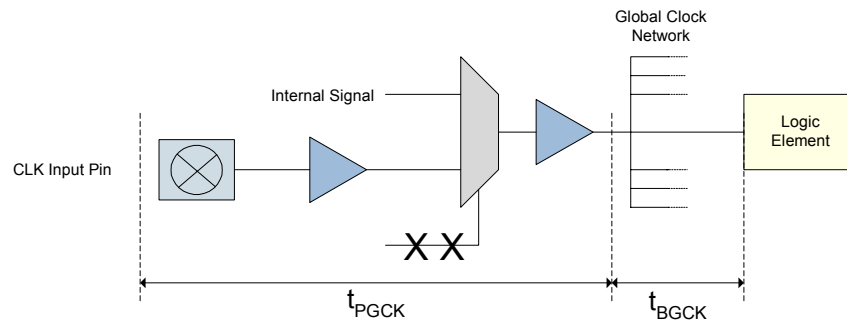 Global Clock
Network
Internal Signal
Logic
Element
CLK Input Pin
X X
tPGCK
tBGCK